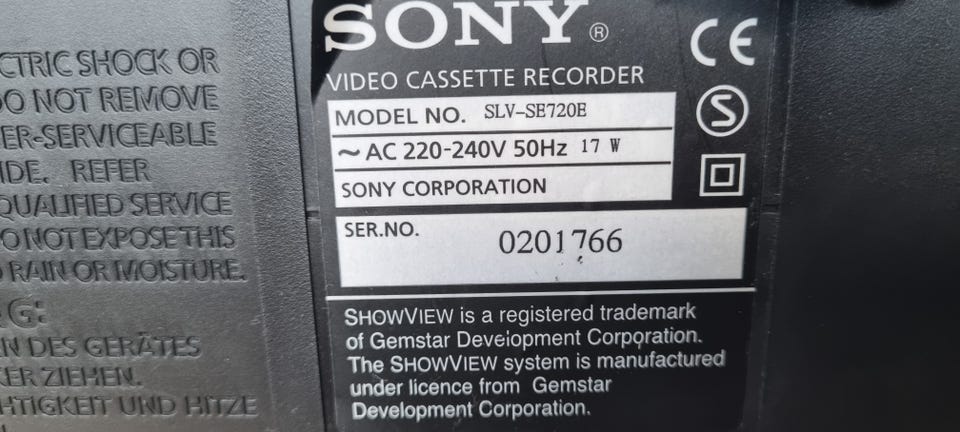 CTRIC SHOCK OR
DO NOT REMOVE
ER-SERVICEABLE
IDE. REFER
QUALIFIED SERVICE
O NOT EXPOSE THIS
RAIN OR MOISTURE.
G:
N DES GERÄTES
KER ZIEHEN.
HTIGKEIT UND HITZE
SONY®
VIDEO CASSETTE RECORDER
MODEL NO. SLV-SE720E
~ AC 220-240V 50Hz 17 W
SONY CORPORATION
SER.NO.
0201766
CE
S
SHOWVIEW is a registered trademark
of Gemstar Development Corporation.
The SHOWVIEW system is manufactured
under licence from Gemstar
Development Corporation.